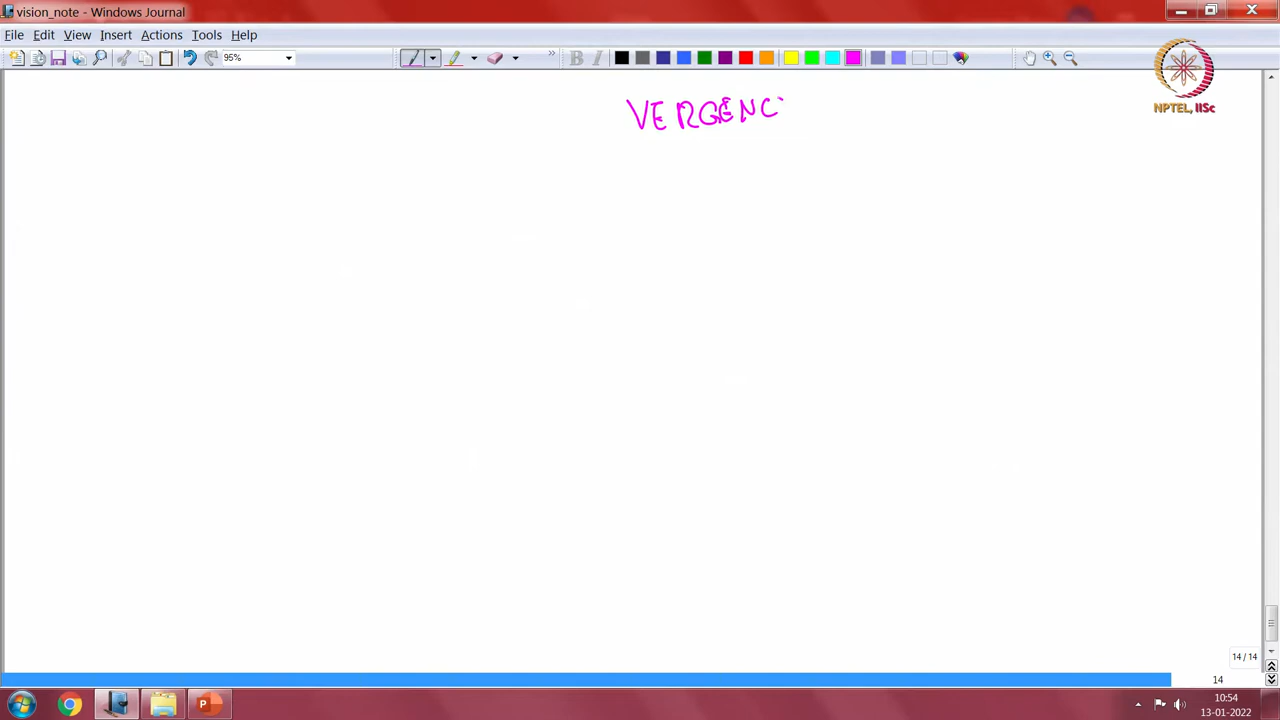 vision_note - Windows Journal
File Edit View Insert Actions Tools Help
95%
VERGENC
NPTEL, IISc
14 / 14
14
10:54
13-01-2022